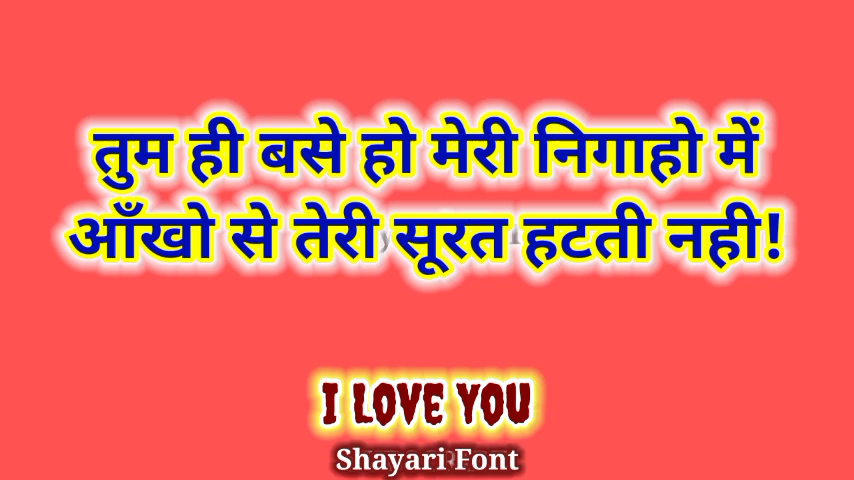 तुम ही बसे हो मेरी निगाहो में
आँखो से तेरी सूरत हटती नही!
I LOVE YOU
Shayari Font